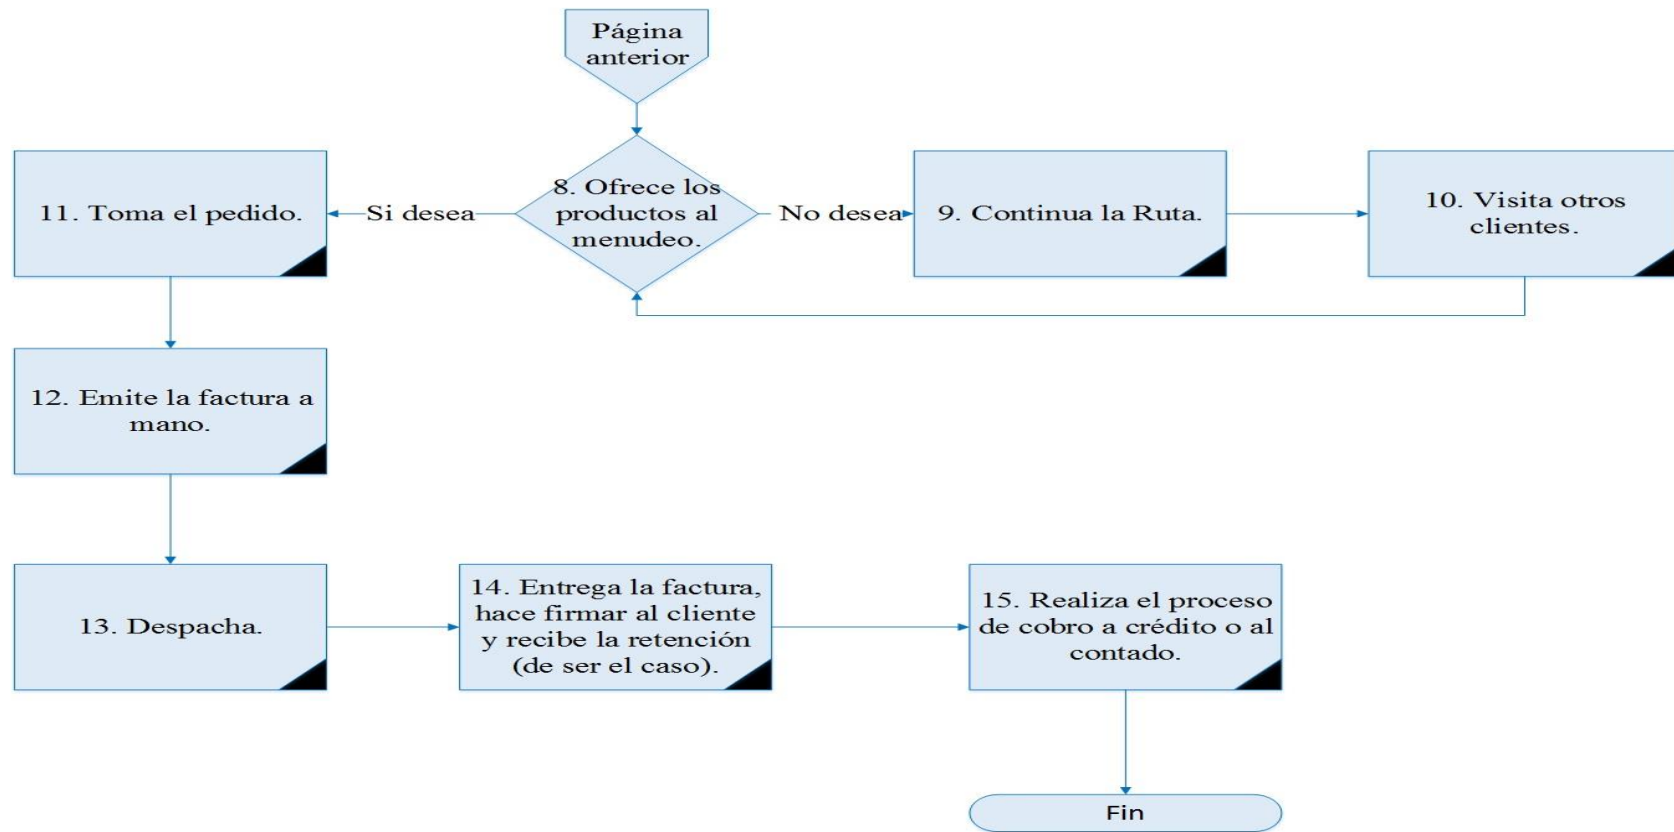 Página
anterior
8. Ofrece los
productos al
menudeo.
Si desea
No desea
11. Toma el pedido.
9. Continua la Ruta.
10. Visita otros
clientes.
12. Emite la factura a
mano.
13. Despacha.
14. Entrega la factura,
hace firmar al cliente
y recibe la retención
(de ser el caso).
15. Realiza el proceso
de cobro a crédito o al
contado.
Fin